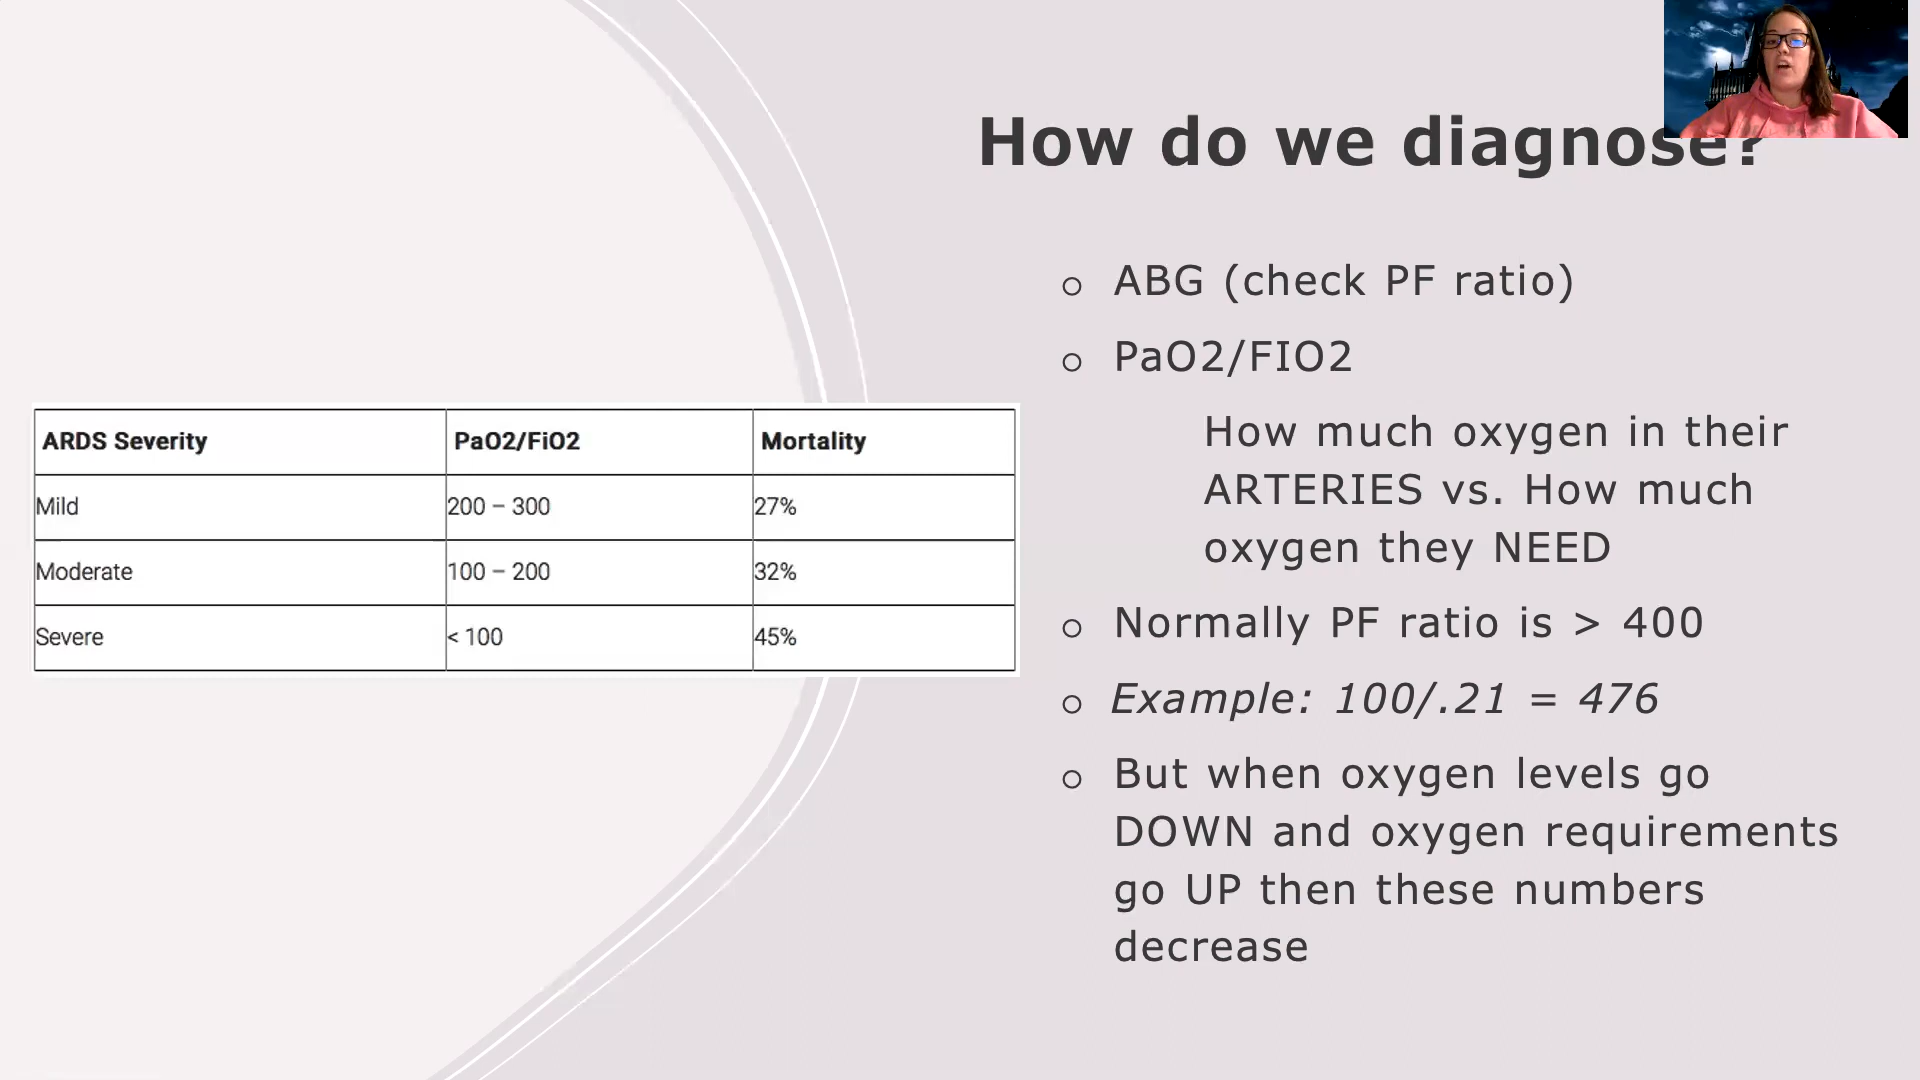 How do we diagnose?
ARDS Severity PaO2/FiO2 Mortality
Mild 200 – 300 27%
Moderate 100 – 200 32%
Severe < 100 45%
ABG (check PF ratio)
PaO2/FIO2
How much oxygen in their
ARTERIES vs. How much
oxygen they NEED
Normally PF ratio is > 400
Example: 100/.21 = 476
But when oxygen levels go
DOWN and oxygen requirements
go UP then these numbers
decrease